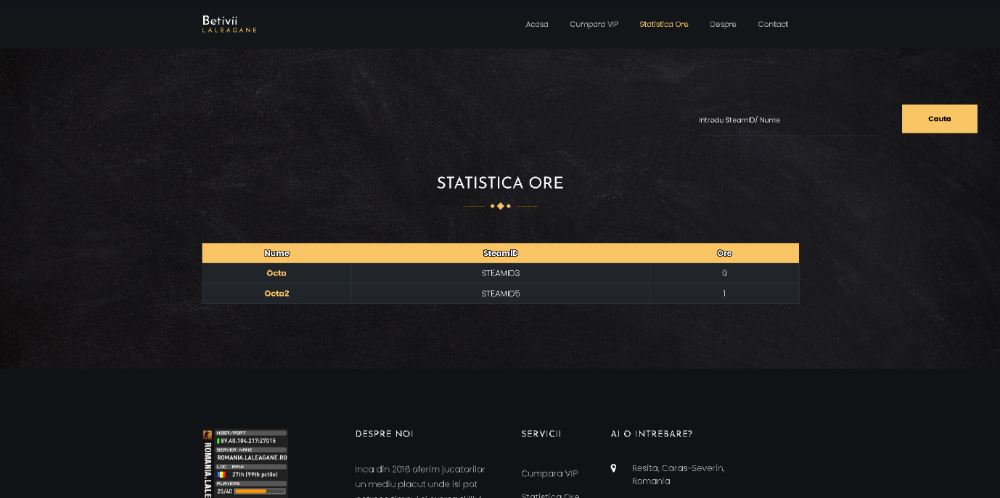 Betivii
LALEAGANE
Acasa
Cumpara VIP
Statistica Ore
Despre
Contact
Introdu SteamID/ Nume
Cauta
STATISTICA ORE
Nume SteamID Ore
Octa STEAMID3 0
Octa2 STEAMID5 1
ROMANIA.LALE
HOST/PORT
89.40.104.217:27015
SERVER NAME
ROMANIA.LALEAGANE.RO
LOC RANK
27th (99th pctile)
PLAYERS
25/40
DESPRE NOI
Inca din 2016 oferim jucatorilor
un mediu placut unde isi pot
SERVICII
Cumpara VIP
Statistica Ore
AI O INTREBARE?
Resita, Caras-Severin,
Romania